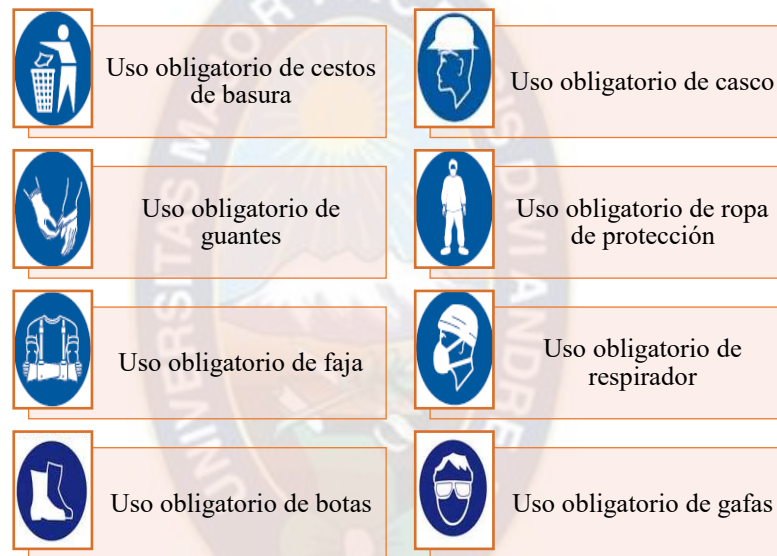 Uso obligatorio de cestos
de basura
Uso obligatorio de casco
Uso obligatorio de
guantes
Uso obligatorio de ropa
de protección
Uso obligatorio de faja
Uso obligatorio de
respirador
Uso obligatorio de botas
Uso obligatorio de gafas